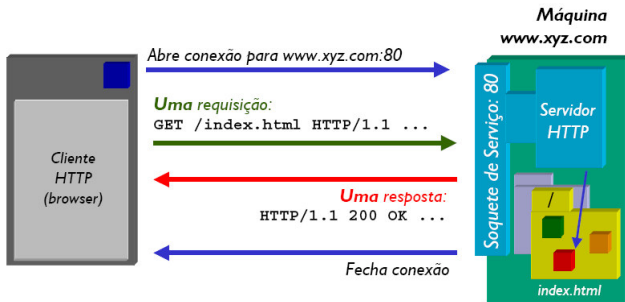 Máquina
www.xyz.com
Abre conexão para www.xyz.com:80
Uma requisição:
GET /index.html HTTP/1.1 ...
Cliente
HTTP
(browser)
Uma resposta:
HTTP/1.1 200 OK ...
Fecha conexão
Soquete de Serviço: 80
Servidor
HTTP
/
index.html